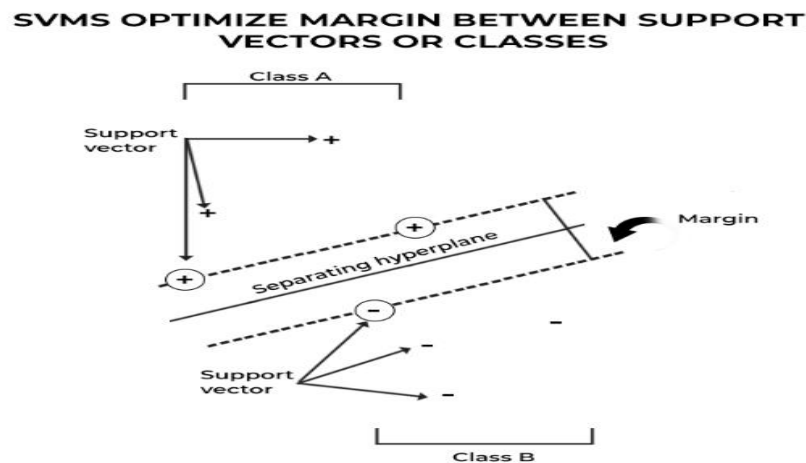 SVMS OPTIMIZE MARGIN BETWEEN SUPPORT
VECTORS OR CLASSES
Class A
Support
vector
+
+
+
+
Margin
Separating hyperplane
-
-
-
-
Support
vector
Class B